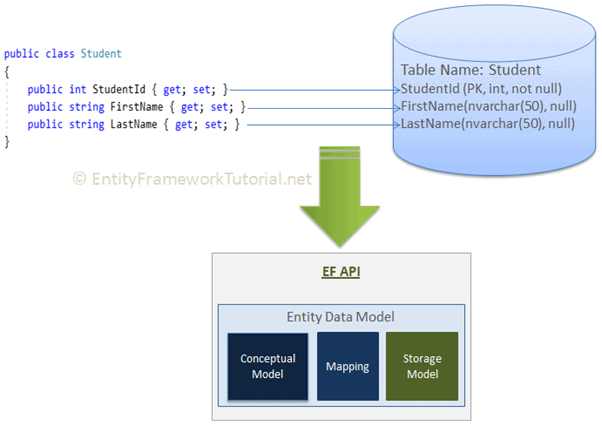 public class Student
{
public int StudentId { get; set; }
public string FirstName { get; set; }
public string LastName { get; set; }
}
Table Name: Student
StudentId (PK, int, not null)
FirstName(nvarchar(50), null)
LastName(nvarchar(50), null)
© EntityFrameworkTutorial.net
EF API
Entity Data Model
Conceptual
Model
Mapping
Storage
Model